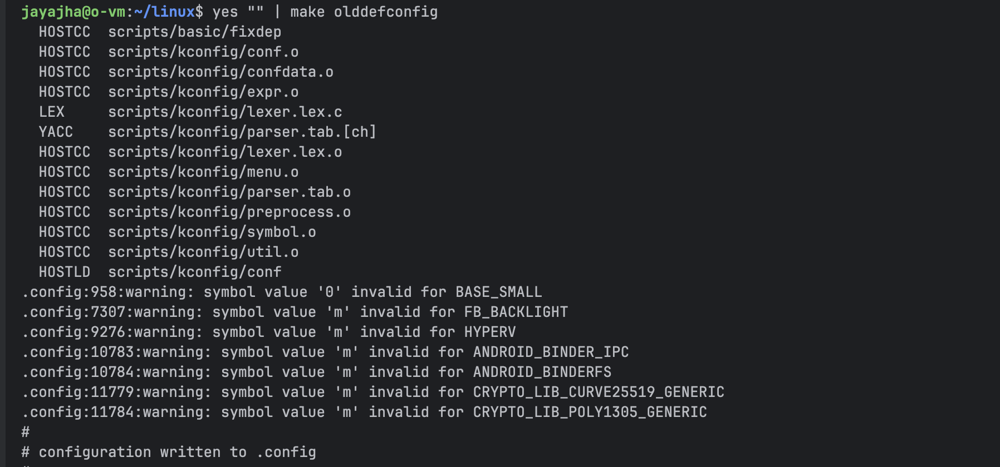 jayajha@o-vm:~/linux$ yes "" | make olddefconfig
  HOSTCC  scripts/basic/fixdep
  HOSTCC  scripts/kconfig/conf.o
  HOSTCC  scripts/kconfig/confdata.o
  HOSTCC  scripts/kconfig/expr.o
  LEX     scripts/kconfig/lexer.lex.c
  YACC    scripts/kconfig/parser.tab.[ch]
  HOSTCC  scripts/kconfig/lexer.lex.o
  HOSTCC  scripts/kconfig/menu.o
  HOSTCC  scripts/kconfig/parser.tab.o
  HOSTCC  scripts/kconfig/preprocess.o
  HOSTCC  scripts/kconfig/symbol.o
  HOSTCC  scripts/kconfig/util.o
  HOSTLD  scripts/kconfig/conf
.config:958:warning: symbol value '0' invalid for BASE_SMALL
.config:7307:warning: symbol value 'm' invalid for FB_BACKLIGHT
.config:9276:warning: symbol value 'm' invalid for HYPERV
.config:10783:warning: symbol value 'm' invalid for ANDROID_BINDER_IPC
.config:10784:warning: symbol value 'm' invalid for ANDROID_BINDERFS
.config:11779:warning: symbol value 'm' invalid for CRYPTO_LIB_CURVE25519_GENERIC
.config:11784:warning: symbol value 'm' invalid for CRYPTO_LIB_POLY1305_GENERIC
#
# configuration written to .config
#